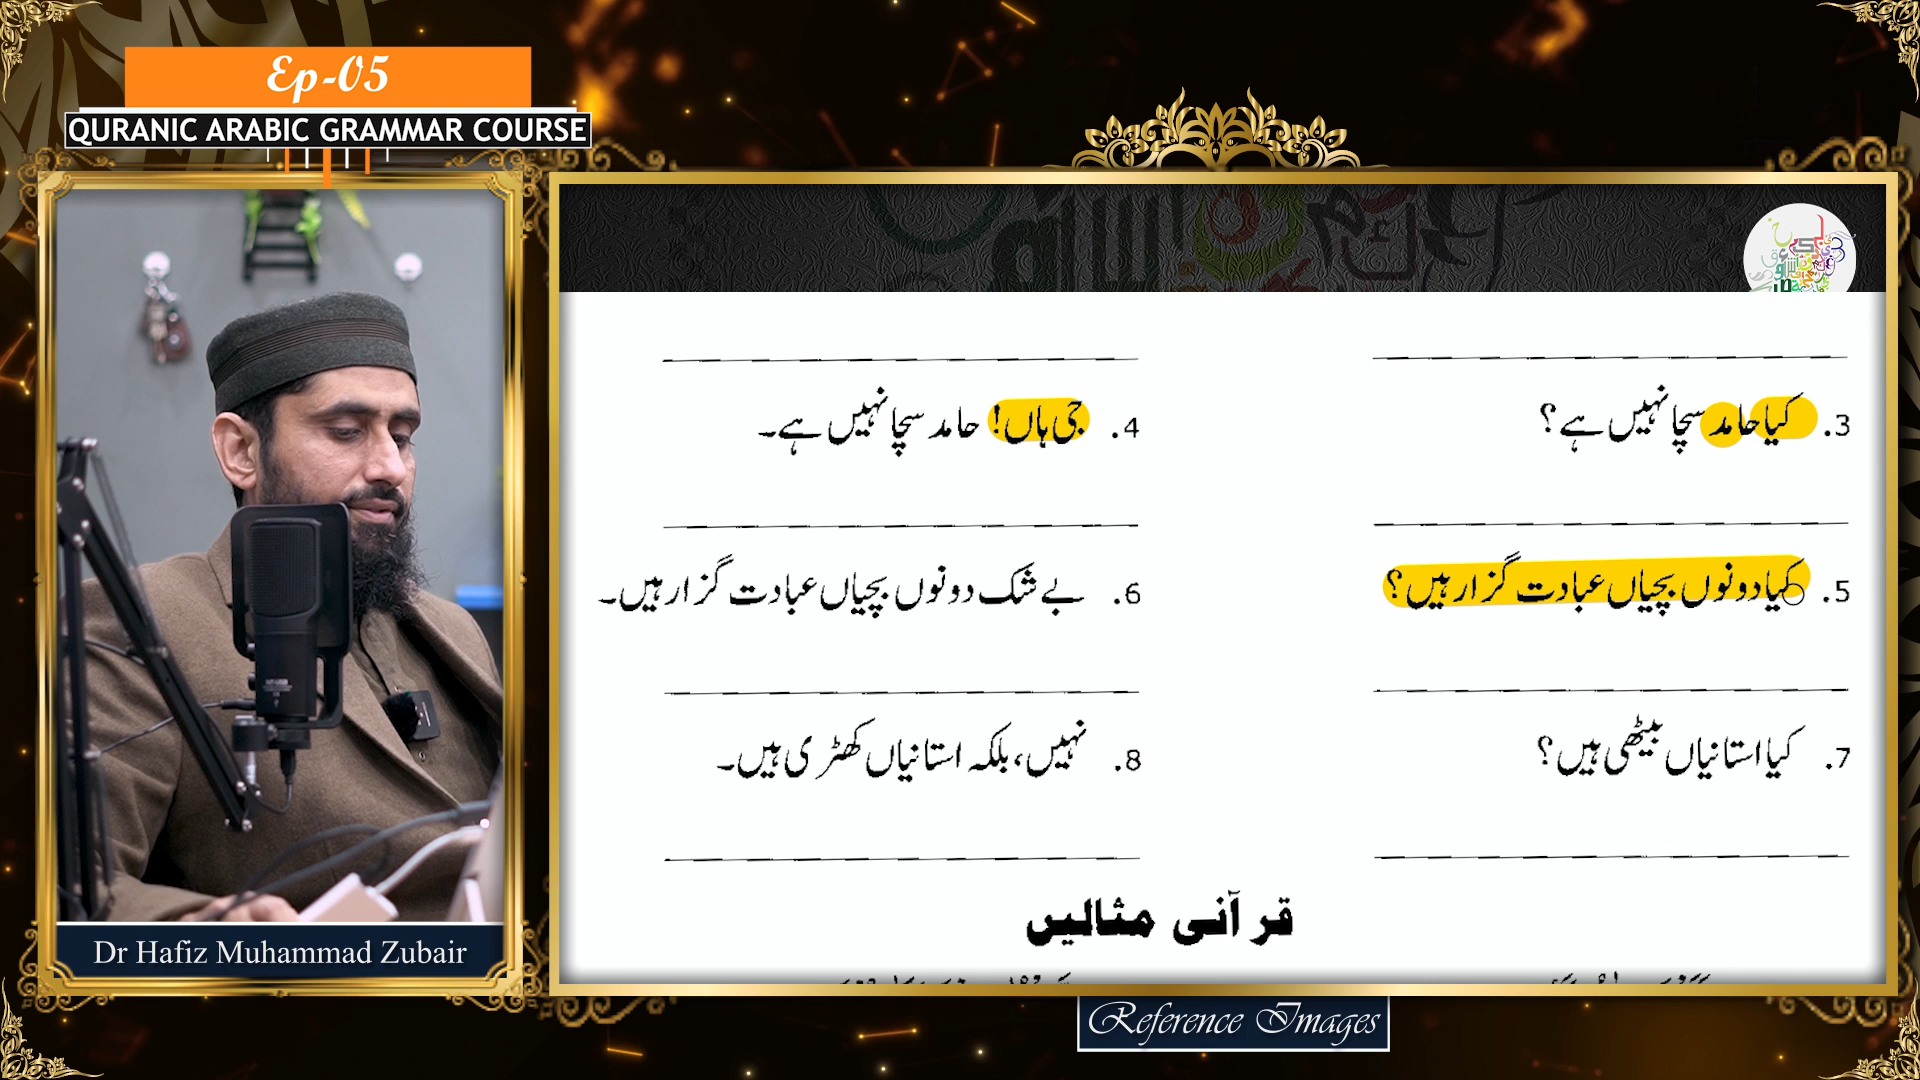 Ep-05
QURANIC ARABIC GRAMMAR COURSE
3. کیا حامد سچا نہیں ہے؟
4. جی ہاں! حامد سچا نہیں ہے۔
5. کیا دونوں بچیاں عبادت گزار ہیں؟
6. بے شک دونوں بچیاں عبادت گزار ہیں۔
7. کیا استانیاں بیٹھی ہیں؟
8. نہیں، بلکہ استانیاں کھڑی ہیں۔
قرآنی مثالیں
Dr Hafiz Muhammad Zubair
Reference Images